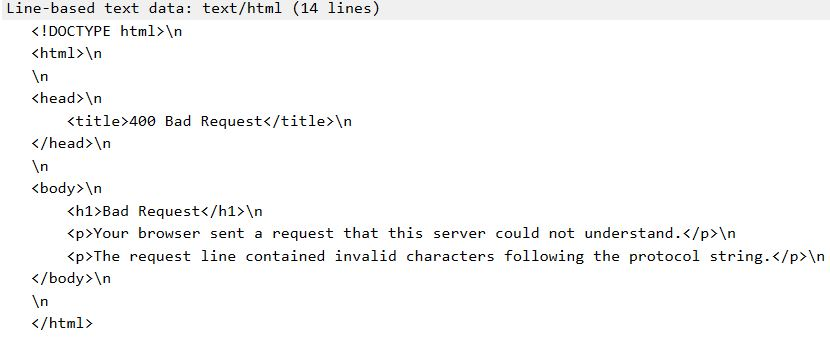 Line-based text data: text/html (14 lines)
<!DOCTYPE html>\n
<html>\n
\n
<head>\n
<title>400 Bad Request</title>\n
</head>\n
\n
<body>\n
<h1>Bad Request</h1>\n
<p>Your browser sent a request that this server could not understand.</p>\n
<p>The request line contained invalid characters following the protocol string.</p>\n
</body>\n
\n
</html>